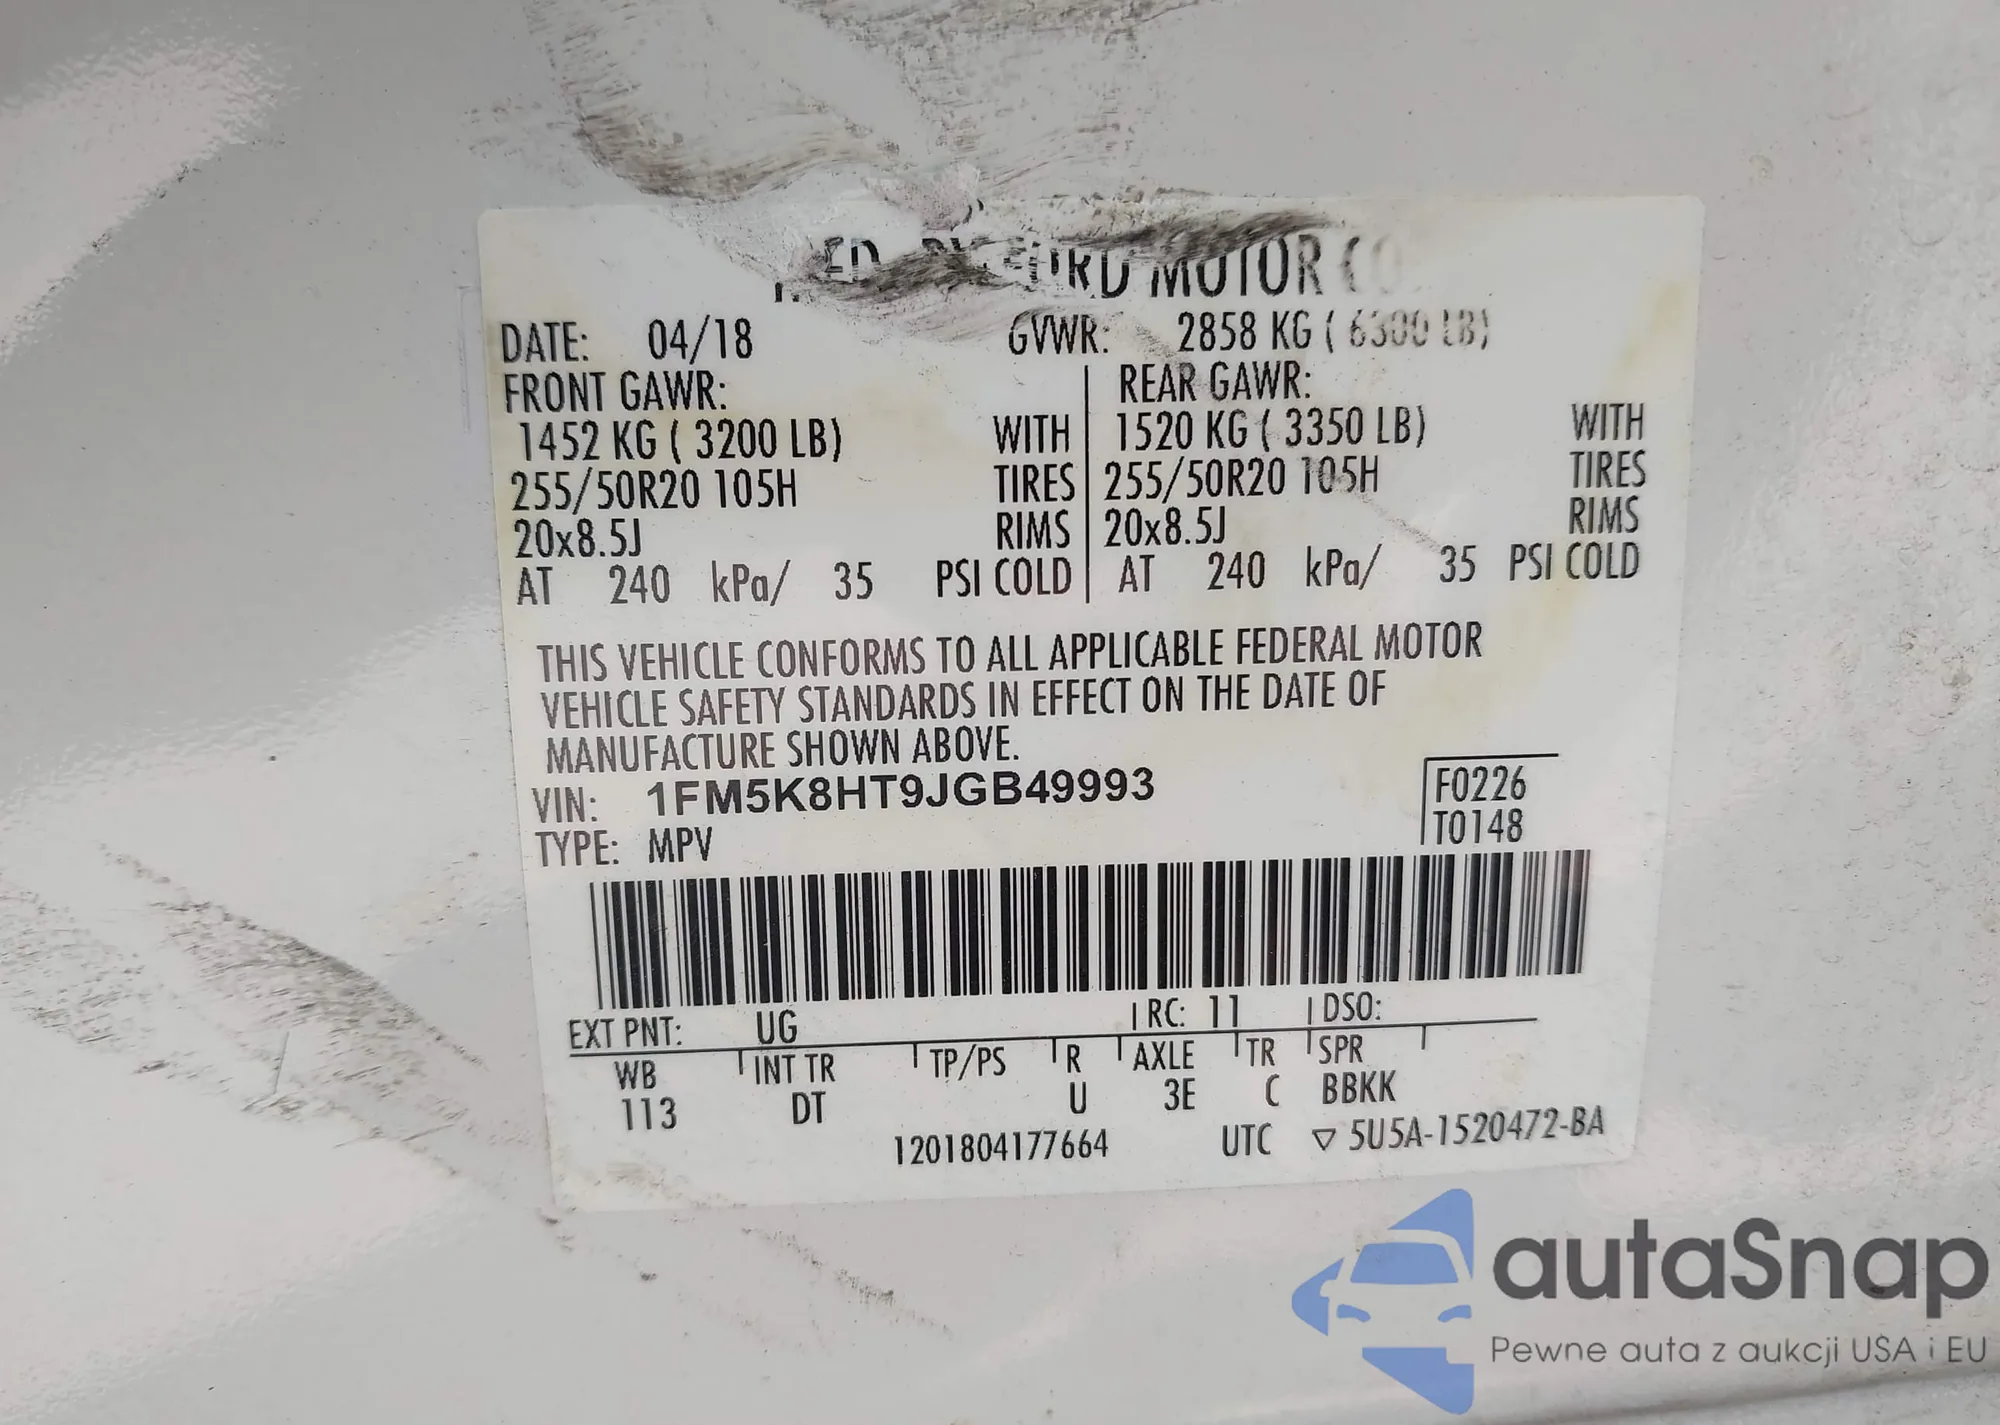 FORD MOTOR CO
DATE: 04/18 GVWR: 2858 KG ( 6300 LB)
FRONT GAWR: REAR GAWR:
1452 KG ( 3200 LB) WITH 1520 KG ( 3350 LB) WITH
255/50R20 105H TIRES 255/50R20 105H TIRES
20x8.5J RIMS 20x8.5J RIMS
AT 240 kPa/ 35 PSI COLD AT 240 kPa/ 35 PSI COLD
THIS VEHICLE CONFORMS TO ALL APPLICABLE FEDERAL MOTOR
VEHICLE SAFETY STANDARDS IN EFFECT ON THE DATE OF
MANUFACTURE SHOWN ABOVE.
VIN: 1FM5K8HT9JGB49993 F0226
TYPE: MPV T0148
EXT PNT: UG RC: 11 DSO:
WB INT TR TP/PS R AXLE TR SPR
113 DT U 3E C BBKK
1201804177664 UTC ▽ 5U5A-1520472-BA
autaSnap
Pewne auta z aukcji USA i EU